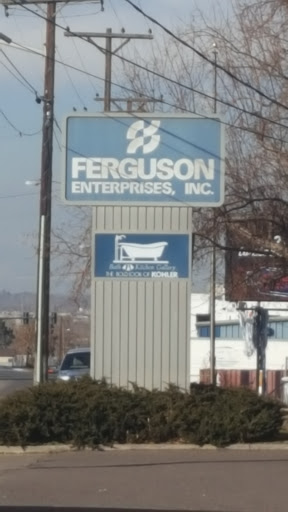 FERGUSON
ENTERPRISES, INC.
Bath & Kitchen Gallery
THE BOLD LOOK OF KOHLER